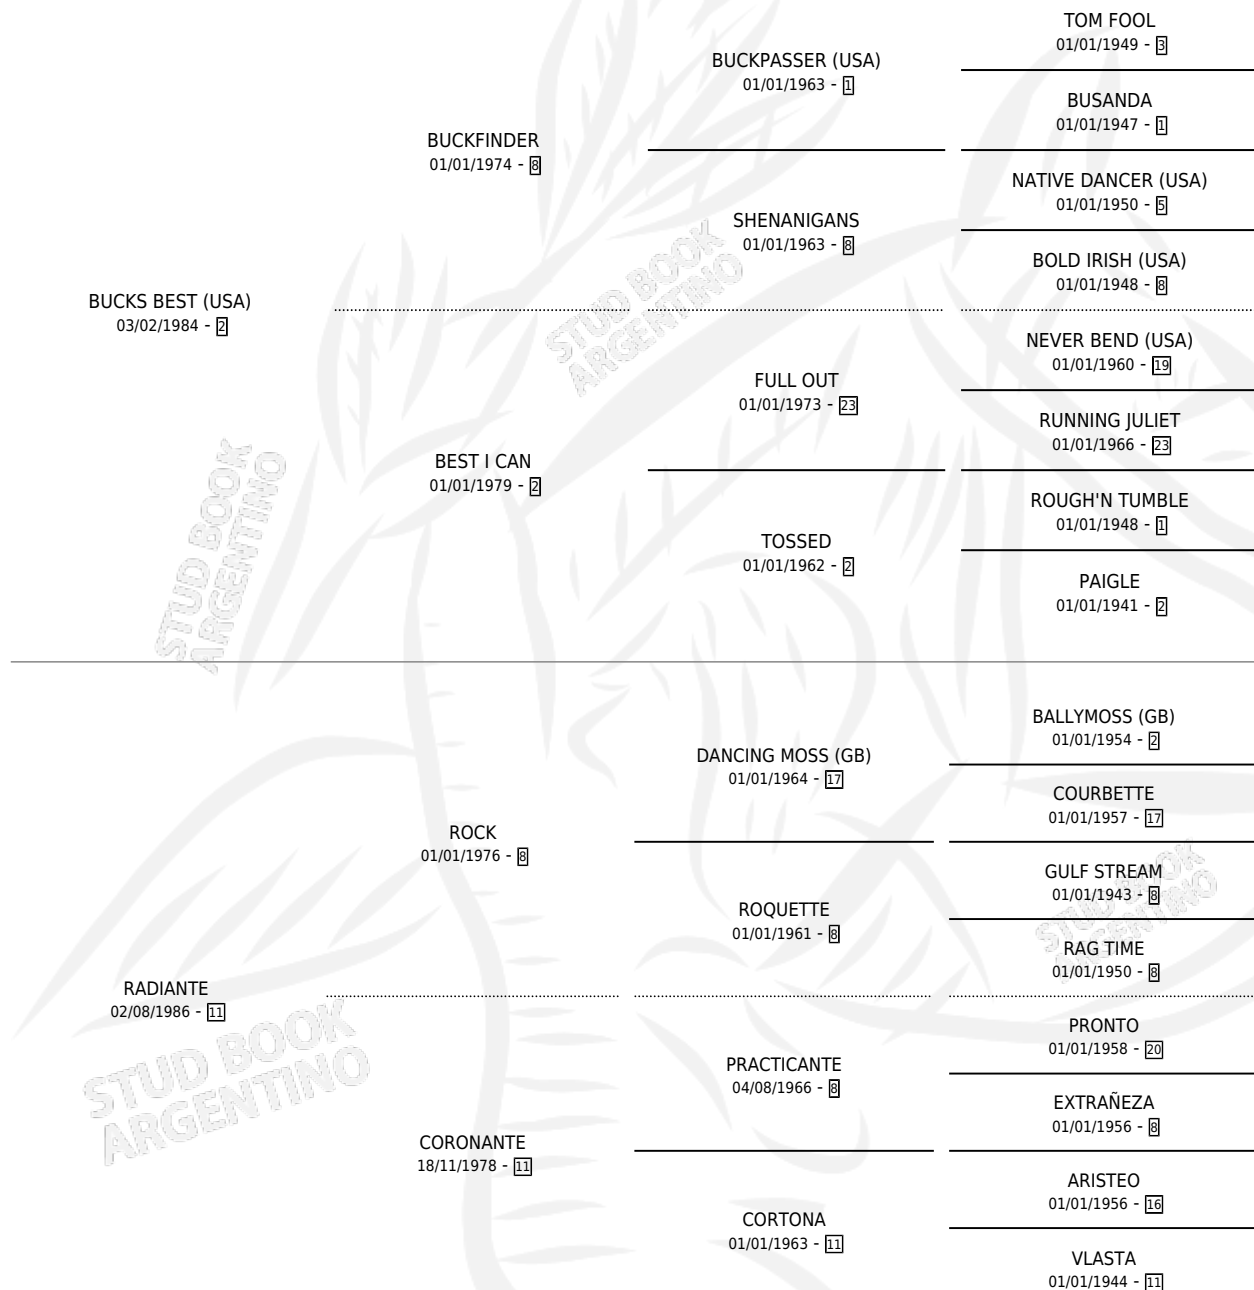 TOM FOOL
01/01/1949 - 3
BUCKPASSER (USA)
01/01/1963 - 1
BUSANDA
01/01/1947 - 1
BUCKFINDER
01/01/1974 - 8
NATIVE DANCER (USA)
01/01/1950 - 5
SHENANIGANS
01/01/1963 - 8
BOLD IRISH (USA)
01/01/1948 - 8
BUCKS BEST (USA)
03/02/1984 - 2
NEVER BEND (USA)
01/01/1960 - 19
FULL OUT
01/01/1973 - 23
RUNNING JULIET
01/01/1966 - 23
BEST I CAN
01/01/1979 - 2
ROUGH'N TUMBLE
01/01/1948 - 1
TOSSED
01/01/1962 - 2
PAIGLE
01/01/1941 - 2
BALLYMOSS (GB)
01/01/1954 - 2
DANCING MOSS (GB)
01/01/1964 - 17
COURBETTE
01/01/1957 - 17
ROCK
01/01/1976 - 8
GULF STREAM
01/01/1943 - 8
ROQUETTE
01/01/1961 - 8
RAG TIME
01/01/1950 - 8
RADIANTE
02/08/1986 - 11
PRONTO
01/01/1958 - 20
PRACTICANTE
04/08/1966 - 8
EXTRAÑEZA
01/01/1956 - 8
CORONANTE
18/11/1978 - 11
ARISTEO
01/01/1956 - 16
CORTONA
01/01/1963 - 11
VLASTA
01/01/1944 - 11
STUD BOOK
ARGENTINO
STUD BOOK
ARGENTINO
STUD BOOK
ARGENTINO
STUD BOOK
ARGENTINO